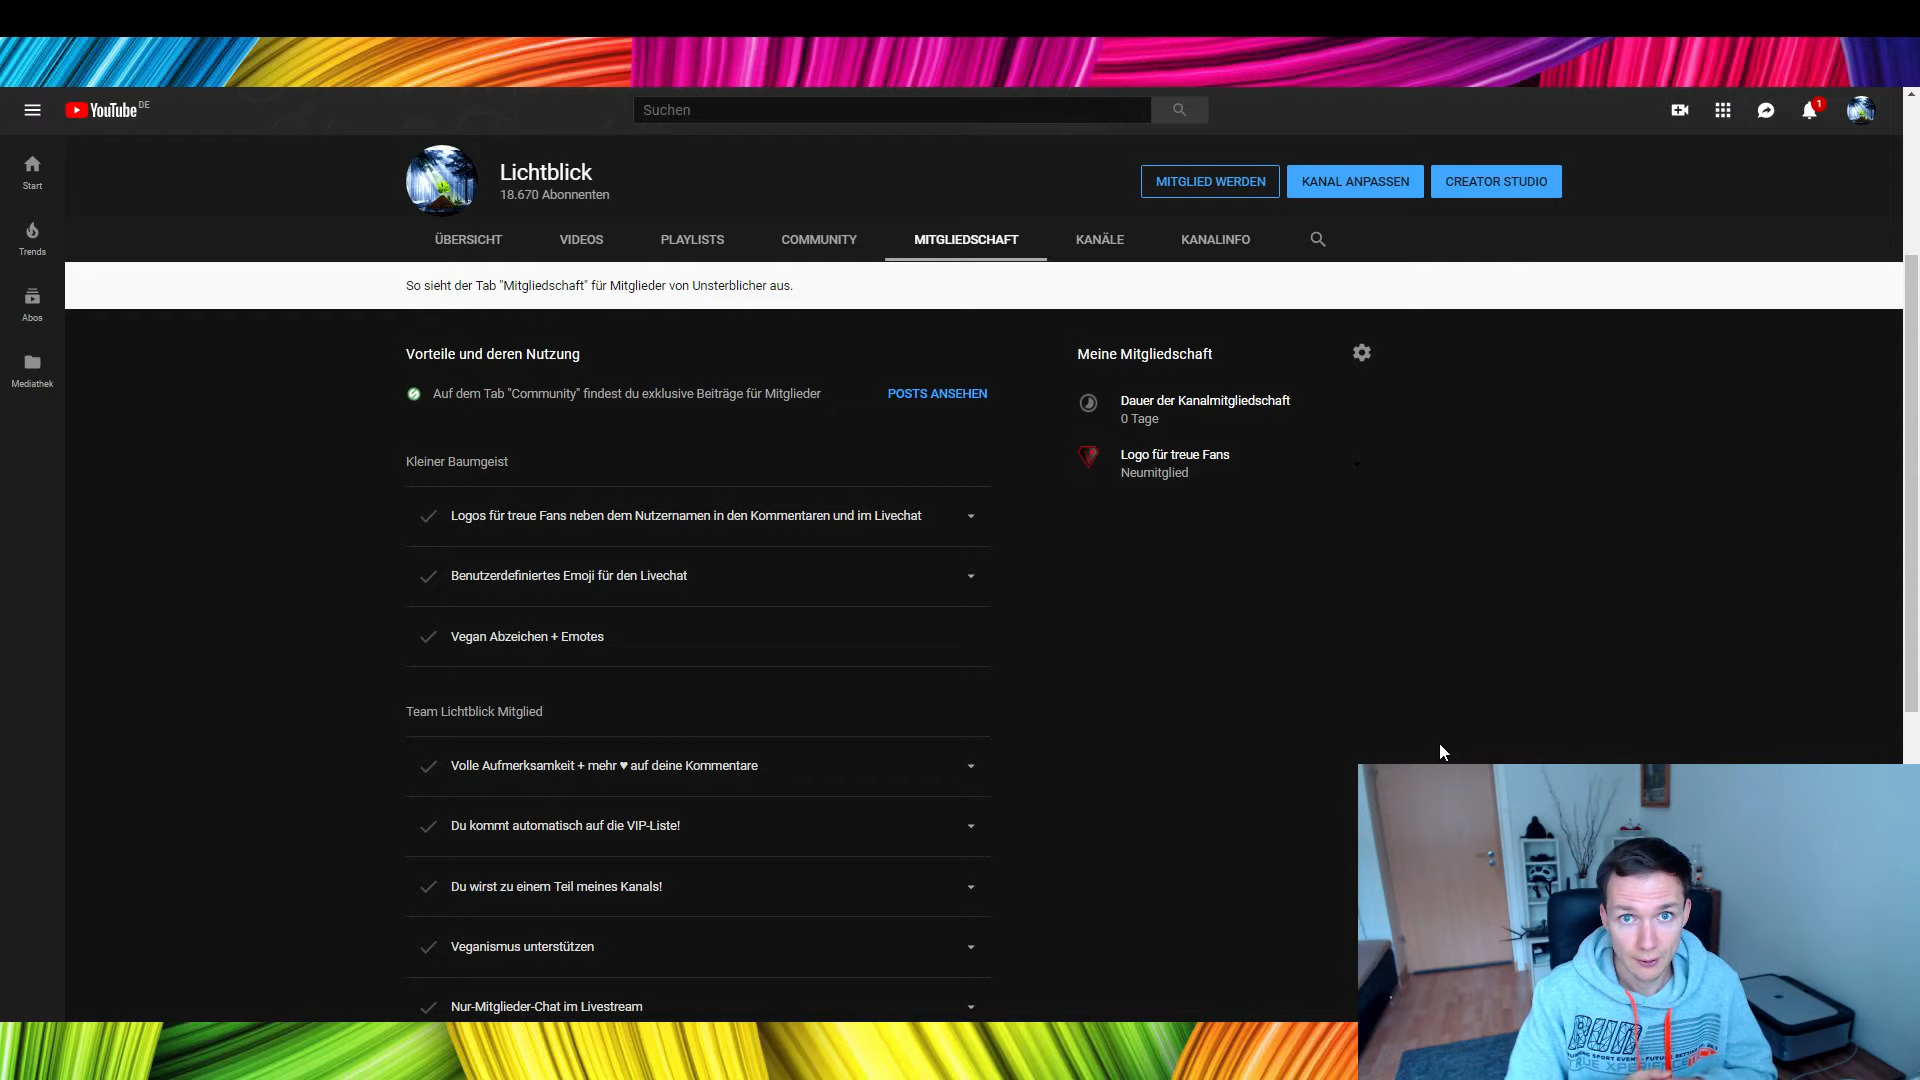 YouTube DE
Suchen
1
Start
Trends
Abos
Mediathek
Lichtblick
18.670 Abonnenten
MITGLIED WERDEN
KANAL ANPASSEN
CREATOR STUDIO
ÜBERSICHT
VIDEOS
PLAYLISTS
COMMUNITY
MITGLIEDSCHAFT
KANÄLE
KANALINFO
So sieht der Tab "Mitgliedschaft" für Mitglieder von Unsterblicher aus.
Vorteile und deren Nutzung
Auf dem Tab "Community" findest du exklusive Beiträge für Mitglieder
POSTS ANSEHEN
Kleiner Baumgeist
Logos für treue Fans neben dem Nutzernamen in den Kommentaren und im Livechat
Benutzerdefiniertes Emoji für den Livechat
Vegan Abzeichen + Emotes
Team Lichtblick Mitglied
Volle Aufmerksamkeit + mehr ♥ auf deine Kommentare
Du kommt automatisch auf die VIP-Liste!
Du wirst zu einem Teil meines Kanals!
Veganismus unterstützen
Nur-Mitglieder-Chat im Livestream
Meine Mitgliedschaft
Dauer der Kanalmitgliedschaft
0 Tage
Logo für treue Fans
Neumitglied
RUN
TRUE XPERIENCE